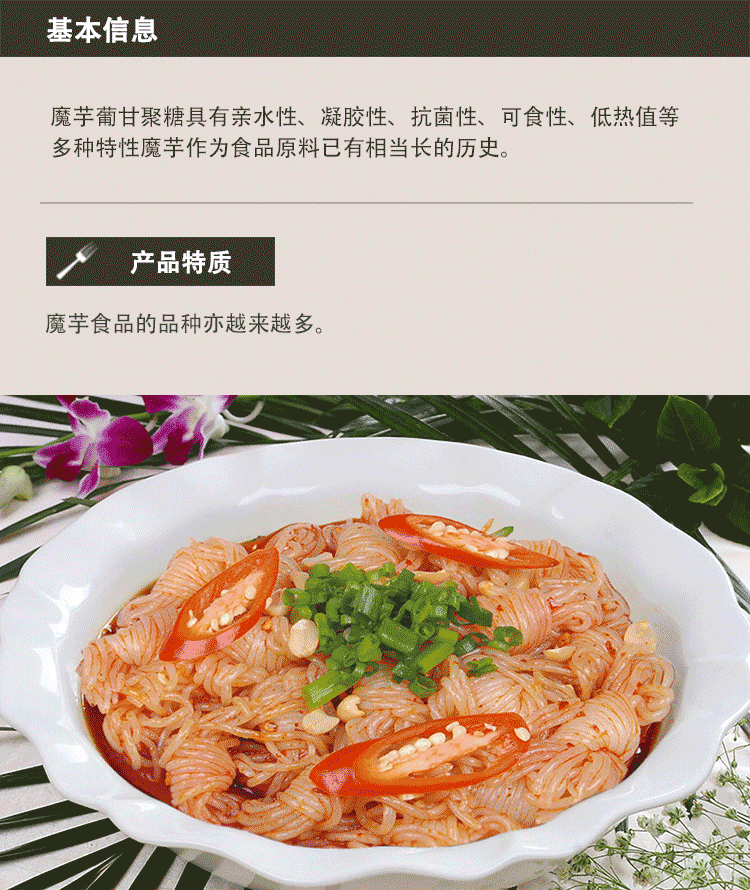 基本信息
魔芋葡甘聚糖具有亲水性、凝胶性、抗菌性、可食性、低热值等
多种特性魔芋作为食品原料已有相当长的历史。
产品特质
魔芋食品的品种亦越来越多。